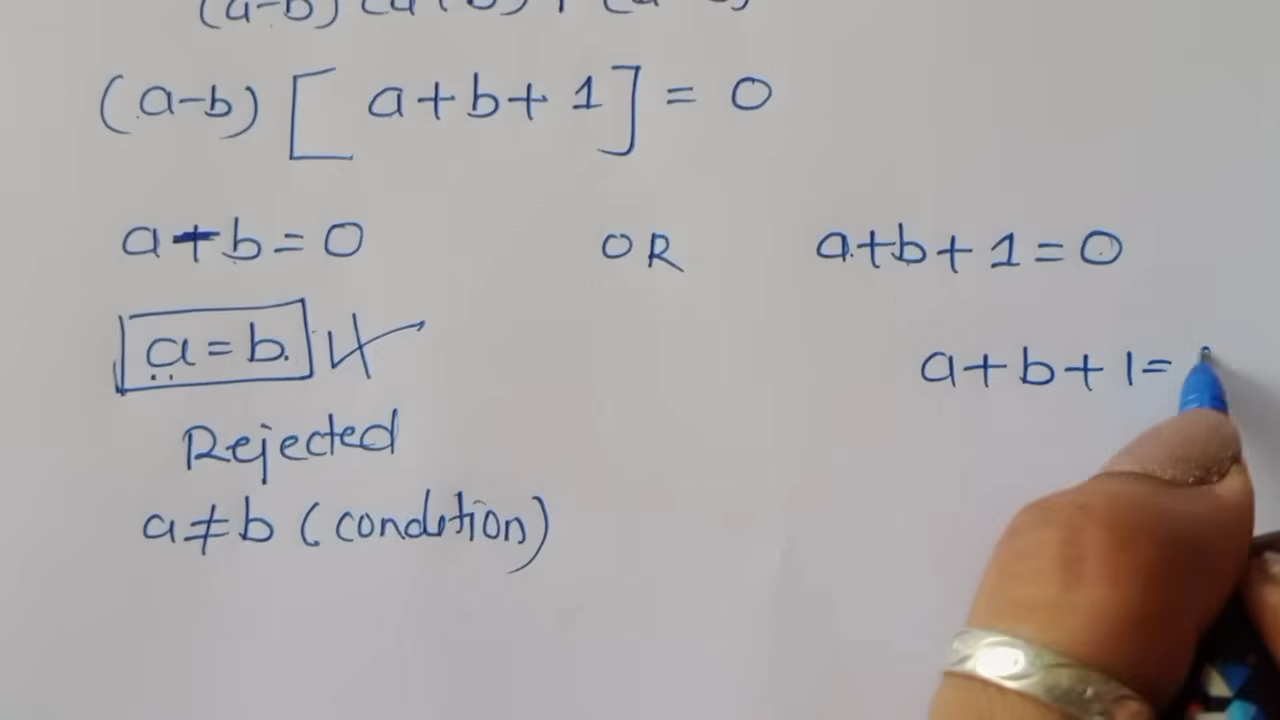 (a-b) (a+b) + (a-b)
(a-b) [ a+b+1] = 0
a-b=0 OR a+b+1=0
a=b.
a+b+1=
Rejected
a≠b (condition)